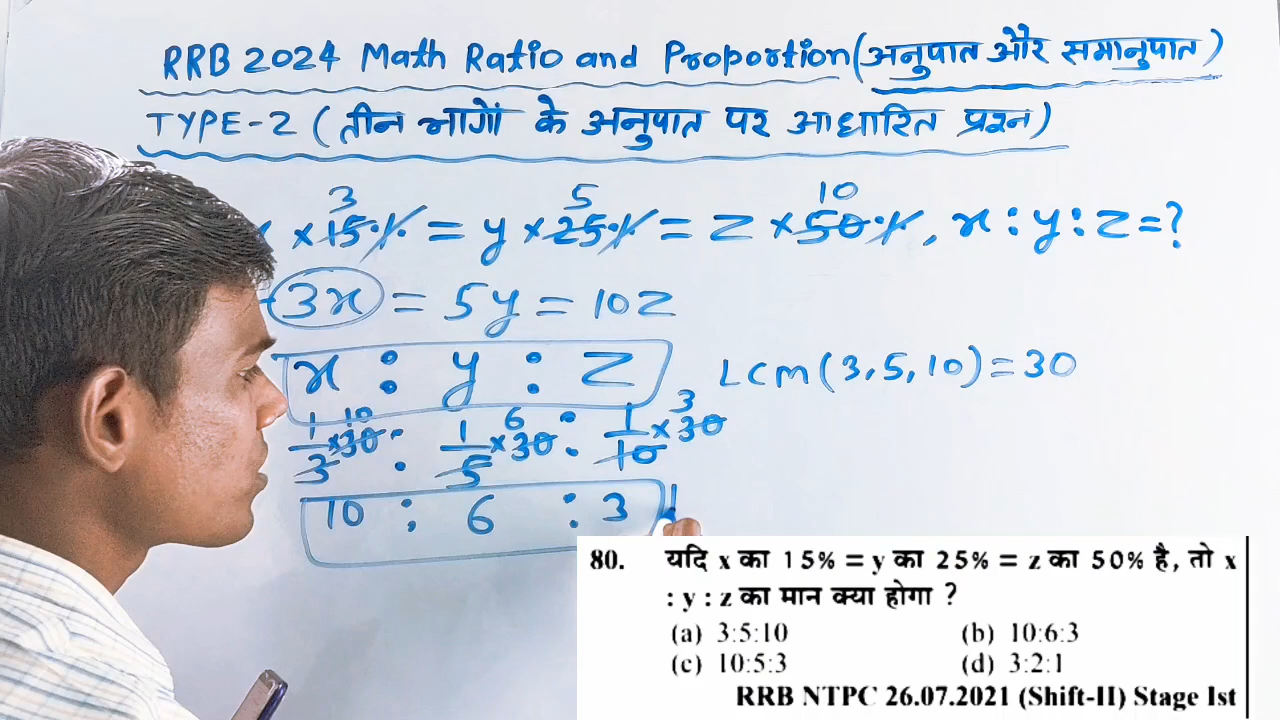 RRB 2024 Math Ratio and Proportion (अनुपात और समानुपात)
TYPE-2 (तीन भागों के अनुपात पर आधारित प्रश्न)
3 5 10
× 15% = y × 25% = z × 50%, x : y : z = ?
3x = 5y = 10z
x : y : z
LCM (3, 5, 10) = 30
10 6 3
1/3 × 30 : 1/5 × 30 : 1/10 × 30
10 : 6 : 3
80. यदि x का 15% = y का 25% = z का 50% है, तो x
: y : z का मान क्या होगा ?
(a) 3:5:10 (b) 10:6:3
(c) 10:5:3 (d) 3:2:1
RRB NTPC 26.07.2021 (Shift-II) Stage Ist